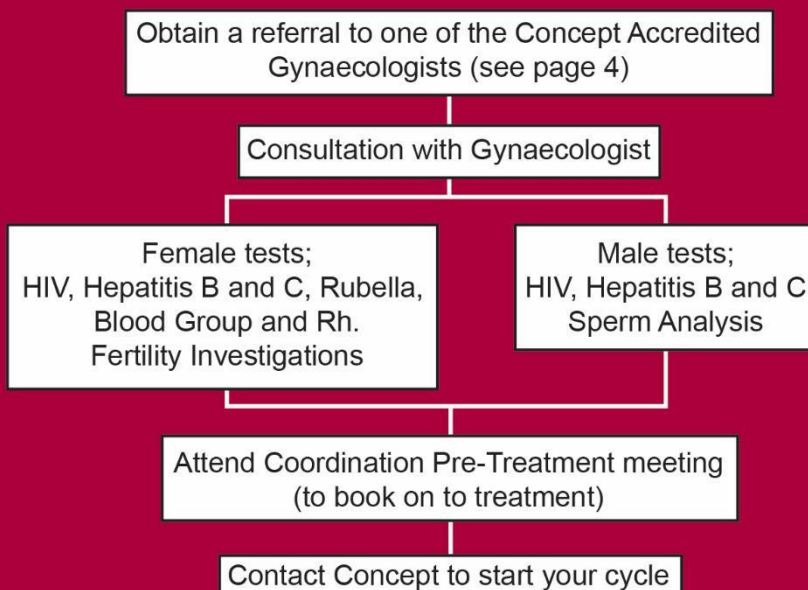 Obtain a referral to one of the Concept Accredited
Gynaecologists (see page 4)
Consultation with Gynaecologist
Female tests;
HIV, Hepatitis B and C, Rubella,
Blood Group and Rh.
Fertility Investigations
Male tests;
HIV, Hepatitis B and C
Sperm Analysis
Attend Coordination Pre-Treatment meeting
(to book on to treatment)
Contact Concept to start your cycle